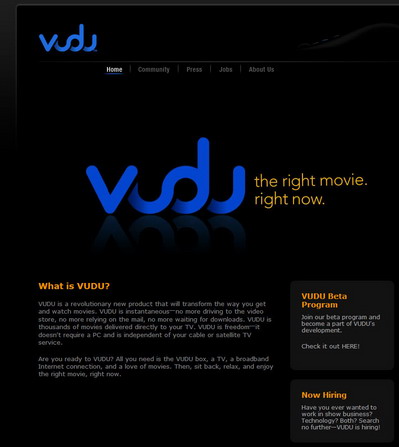 vudu
Home | Community | Press | Jobs | About Us
vudu
the right movie.
right now.
What is VUDU?
VUDU is a revolutionary new product that will transform the way you get
and watch movies. VUDU is instantaneous—no more driving to the video
store, no more relying on the mail, no more waiting for downloads. VUDU is
thousands of movies delivered directly to your TV. VUDU is freedom—it
doesn't require a PC and is independent of your cable or satellite TV
service.
Are you ready to VUDU? All you need is the VUDU box, a TV, a broadband
Internet connection, and a love of movies. Then, sit back, relax, and enjoy
the right movie, right now.
VUDU Beta
Program
Join our beta program and
become a part of VUDU's
development.
Check it out HERE!
Now Hiring
Have you ever wanted to
work in show business?
Technology? Both? Search
no further—VUDU is hiring!